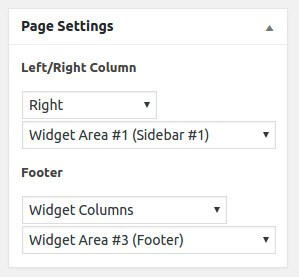 Page Settings
Left/Right Column
Right
Widget Area #1 (Sidebar #1)
Footer
Widget Columns
Widget Area #3 (Footer)